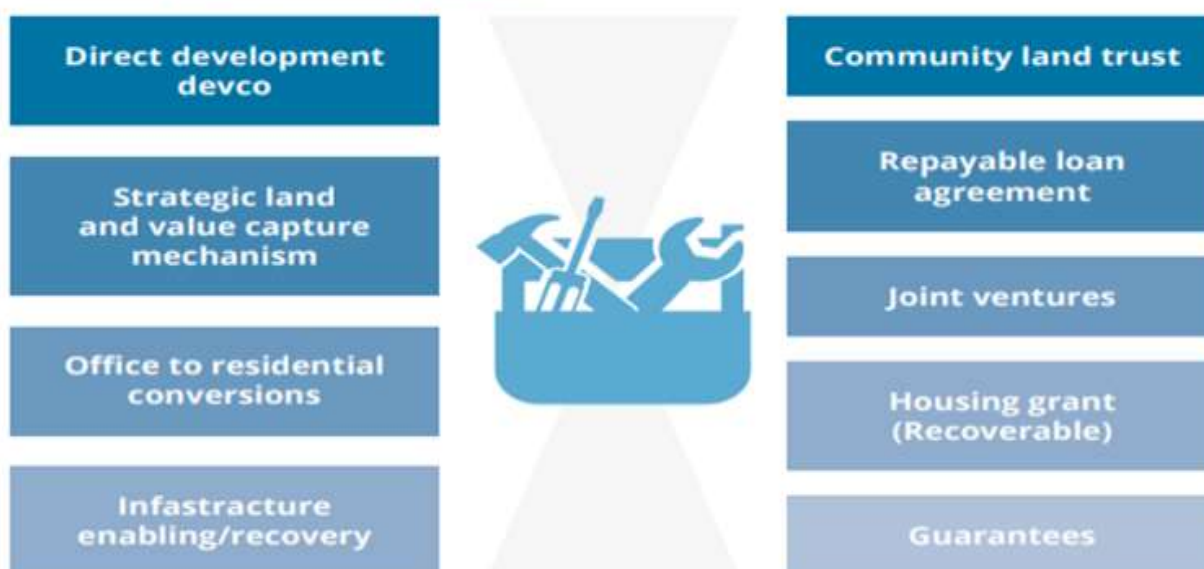 Direct development
devco
Strategic land
and value capture
mechanism
Office to residential
conversions
Infastracture
enabling/recovery
Community land trust
Repayable loan
agreement
Joint ventures
Housing grant
(Recoverable)
Guarantees